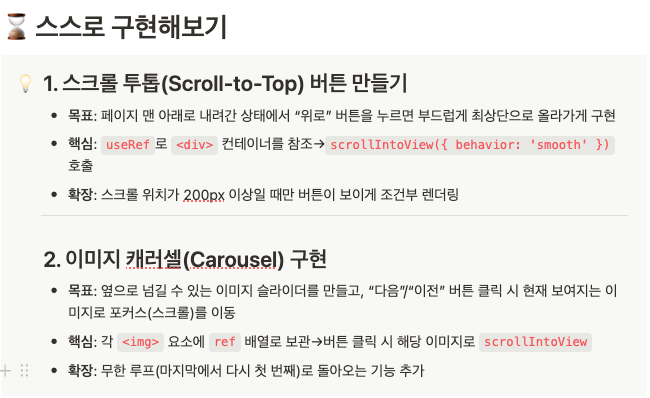 ⏳ 스스로 구현해보기
💡 1. 스크롤 투톱(Scroll-to-Top) 버튼 만들기
• 목표: 페이지 맨 아래로 내려간 상태에서 “위로” 버튼을 누르면 부드럽게 최상단으로 올라가게 구현
• 핵심: useRef 로 <div> 컨테이너를 참조→ scrollIntoView({ behavior: 'smooth' })
호출
• 확장: 스크롤 위치가 200px 이상일 때만 버튼이 보이게 조건부 렌더링
2. 이미지 캐러셀(Carousel) 구현
• 목표: 옆으로 넘길 수 있는 이미지 슬라이더를 만들고, “다음”/“이전” 버튼 클릭 시 현재 보여지는 이
미지로 포커스(스크롤)를 이동
• 핵심: 각 <img> 요소에 ref 배열로 보관→버튼 클릭 시 해당 이미지로 scrollIntoView
• 확장: 무한 루프(마지막에서 다시 첫 번째)로 돌아오는 기능 추가